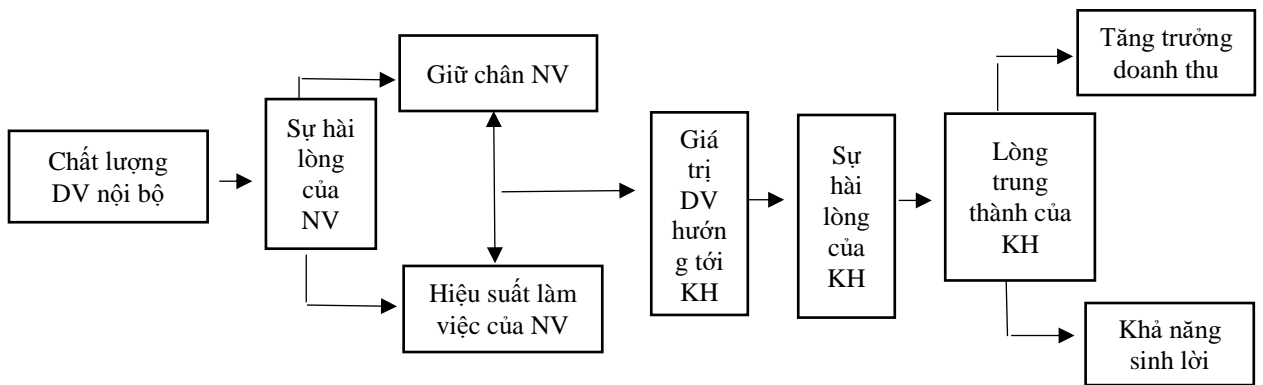 Chất lượng
DV nội bộ
Sự hài
lòng
của
NV
Giữ chân NV
Hiệu suất làm
việc của NV
Giá
trị
DV
hướn
g tới
KH
Sự
hài
lòng
của
KH
Lòng
trung
thành của
KH
Tăng trưởng
doanh thu
Khả năng
sinh lời